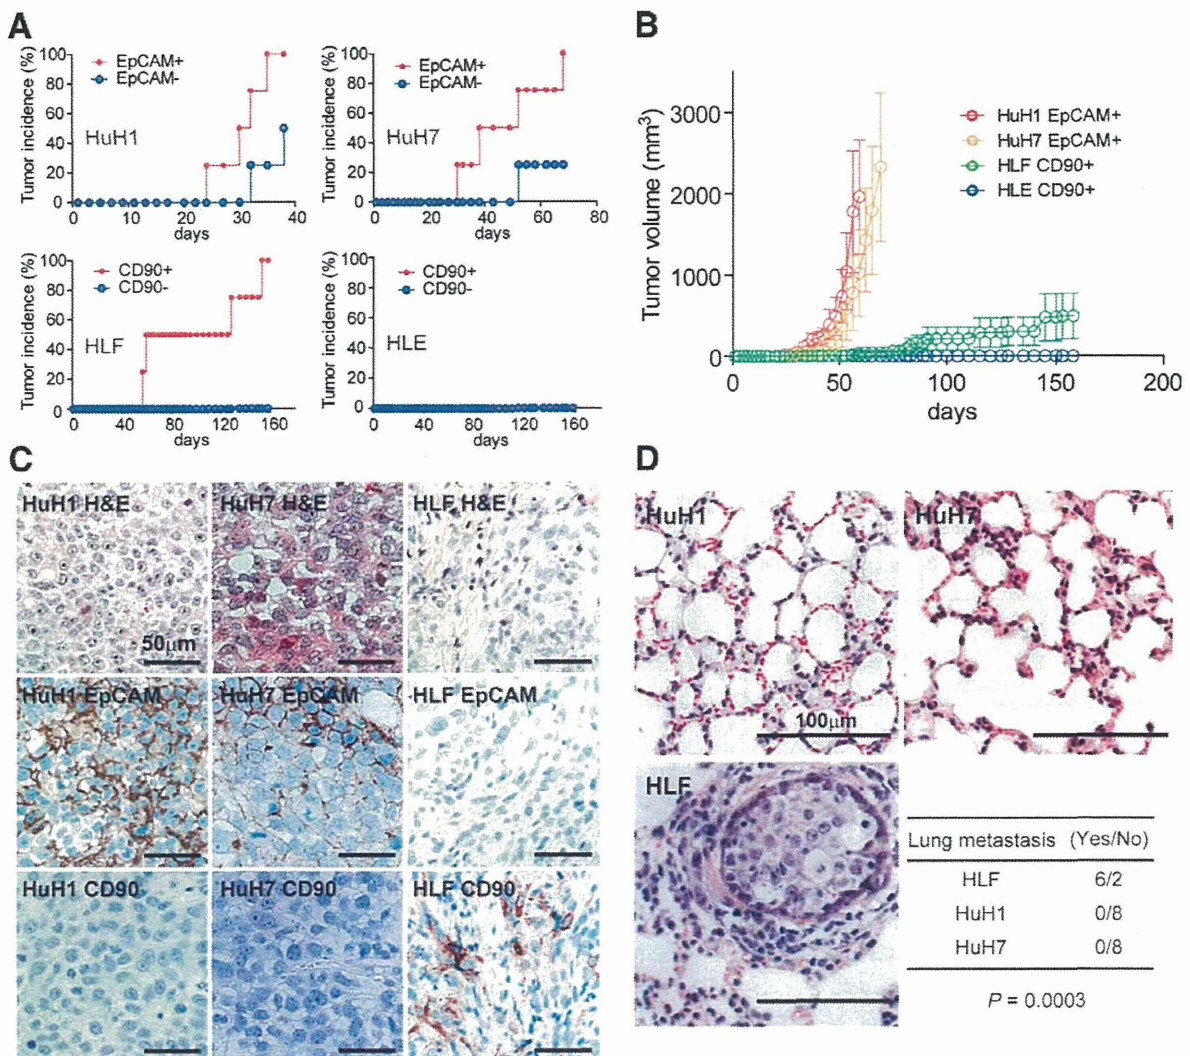 A
Tumor incidence (%)
100
80
60
40
20
0
EpCAM+
EpCAM-
HuH1
0 10 20 30 40
days
Tumor incidence (%)
100
80
60
40
20
0
EpCAM+
EpCAM-
HuH7
0 20 40 60 80
days
Tumor incidence (%)
100
80
60
40
20
0
CD90+
CD90-
HLF
0 40 80 120 160
days
Tumor incidence (%)
100
80
60
40
20
0
CD90+
CD90-
HLE
0 40 80 120 160
days
B
Tumor volume (mm³)
3000
2000
1000
0
HuH1 EpCAM+
HuH7 EpCAM+
HLF CD90+
HLE CD90+
0 50 100 150 200
days
C
HuH1 H&E
50μm
HuH7 H&E
HLF H&E
HuH1 EpCAM
HuH7 EpCAM
HLF EpCAM
HuH1 CD90
HuH7 CD90
HLF CD90
D
HuH1
100μm
HuH7
HLF
Lung metastasis (Yes/No)
HLF 6/2
HuH1 0/8
HuH7 0/8
P = 0.0003